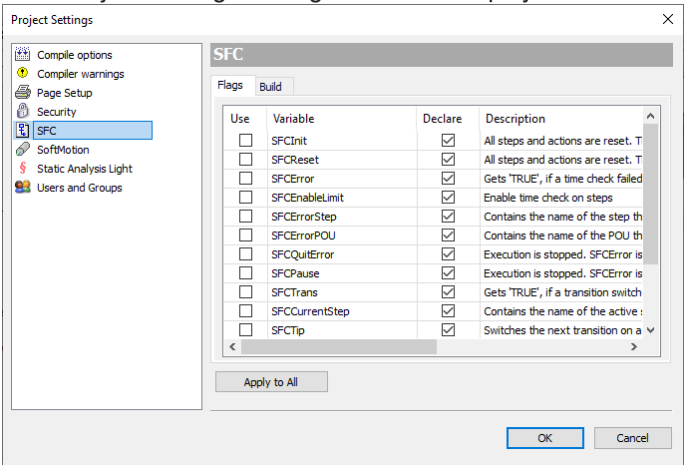 Project Settings
Compile options
Compiler warnings
Page Setup
Security
SFC
SoftMotion
Static Analysis Light
Users and Groups
SFC
Flags Build
Use Variable Declare Description
SFCInit All steps and actions are reset. T
SFCReset All steps and actions are reset. T
SFCError Gets 'TRUE', if a time check failed
SFCEnableLimit Enable time check on steps
SFCErrorStep Contains the name of the step th
SFCErrorPOU Contains the name of the POU th
SFCQuitError Execution is stopped. SFCError is
SFCPause Execution is stopped. SFCError is
SFCTrans Gets 'TRUE', if a transition switch
SFCCurrentStep Contains the name of the active
SFCTip Switches the next transition on a
Apply to All
OK Cancel